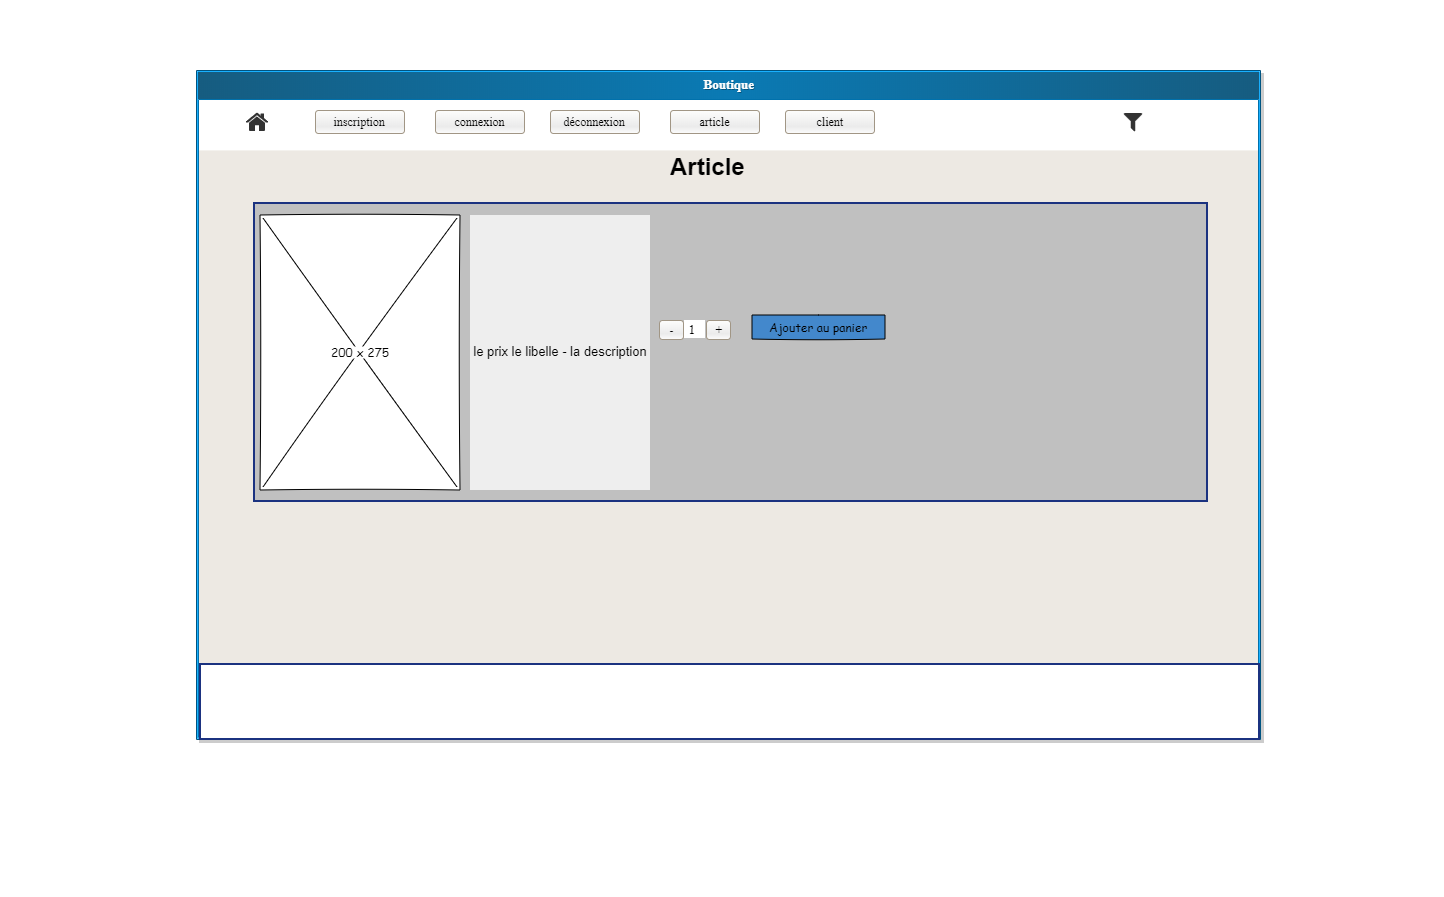 Boutique
inscription
connexion
déconnexion
article
client
Article
200 x 275
le prix le libelle - la description
- 1 +
Ajouter au panier